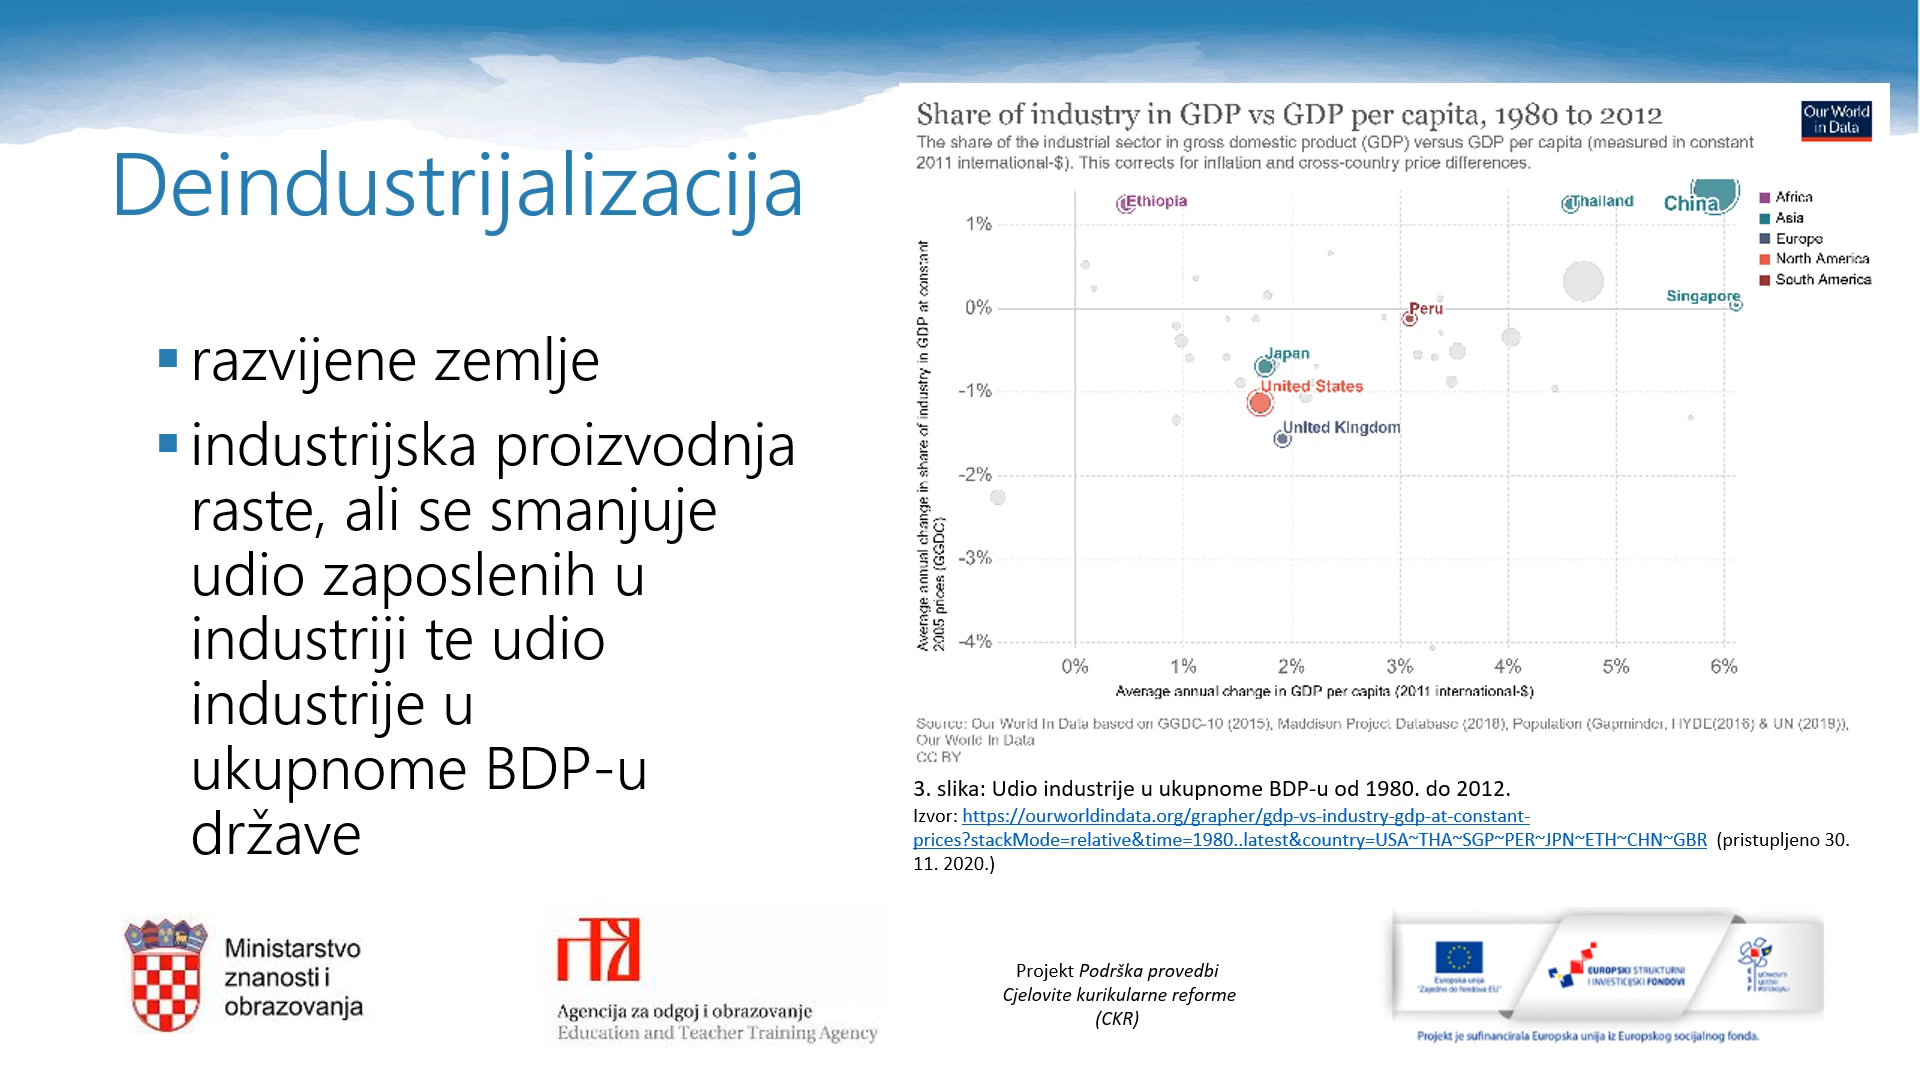 Deindustrijalizacija
razvijene zemlje
industrijska proizvodnja
raste, ali se smanjuje
udio zaposlenih u
industriji te udio
industrije u
ukupnome BDP-u
države
Share of industry in GDP vs GDP per capita, 1980 to 2012
Our World
in Data
The share of the industrial sector in gross domestic product (GDP) versus GDP per capita (measured in constant
2011 international-$). This corrects for inflation and cross-country price differences.
Average annual change in share of industry in GDP at constant
2005 prices (GGDC)
1%
0%
-1%
-2%
-3%
-4%
Ethiopia
Thailand
China
Singapore
Peru
Japan
United States
United Kingdom
Africa
Asia
Europe
North America
South America
0%
1%
2%
3%
4%
5%
6%
Average annual change in GDP per capita (2011 international-$)
Source: Our World In Data based on GGDC-10 (2015), Maddison Project Database (2018), Population (Gapminder, HYDE(2016) & UN (2019)),
Our World In Data
CC BY
3. slika: Udio industrije u ukupnome BDP-u od 1980. do 2012.
Izvor: https://ourworldindata.org/grapher/gdp-vs-industry-gdp-at-constant-
prices?stackMode=relative&time=1980..latest&country=USA~THA~SGP~PER~JPN~ETH~CHN~GBR (pristupljeno 30.
11. 2020.)
Ministarstvo
znanosti i
obrazovanja
Agencija za odgoj i obrazovanje
Education and Teacher Training Agency
Projekt Podrška provedbi
Cjelovite kurikularne reforme
(CKR)
Europska unija
"Zajedno do fondova EU"
EUROPSKI STRUKTURNI
I INVESTICIJSKI FONDOVI
ESF
UČINKOVITI
LJUDSKI
POTENCIJALI
Projekt je sufinancirala Europska unija iz Europskog socijalnog fonda.